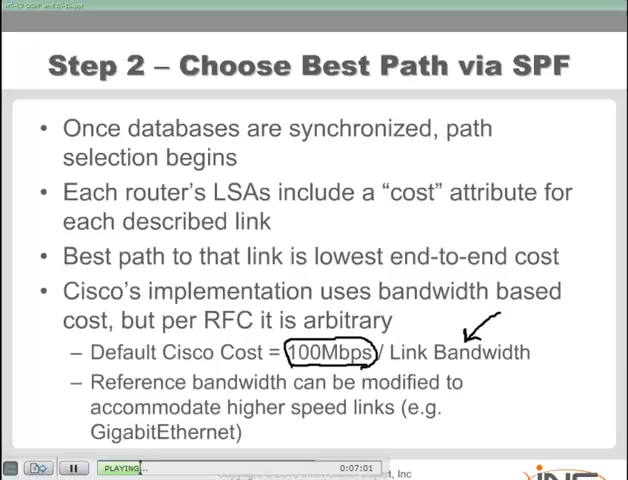 Step 2 – Choose Best Path via SPF
• Once databases are synchronized, path
selection begins
• Each router's LSAs include a “cost” attribute for
each described link
• Best path to that link is lowest end-to-end cost
• Cisco's implementation uses bandwidth based
cost, but per RFC it is arbitrary
– Default Cisco Cost = 100Mbps / Link Bandwidth
– Reference bandwidth can be modified to
accommodate higher speed links (e.g.
GigabitEthernet)
PLAYING...
0:07:01
Inc